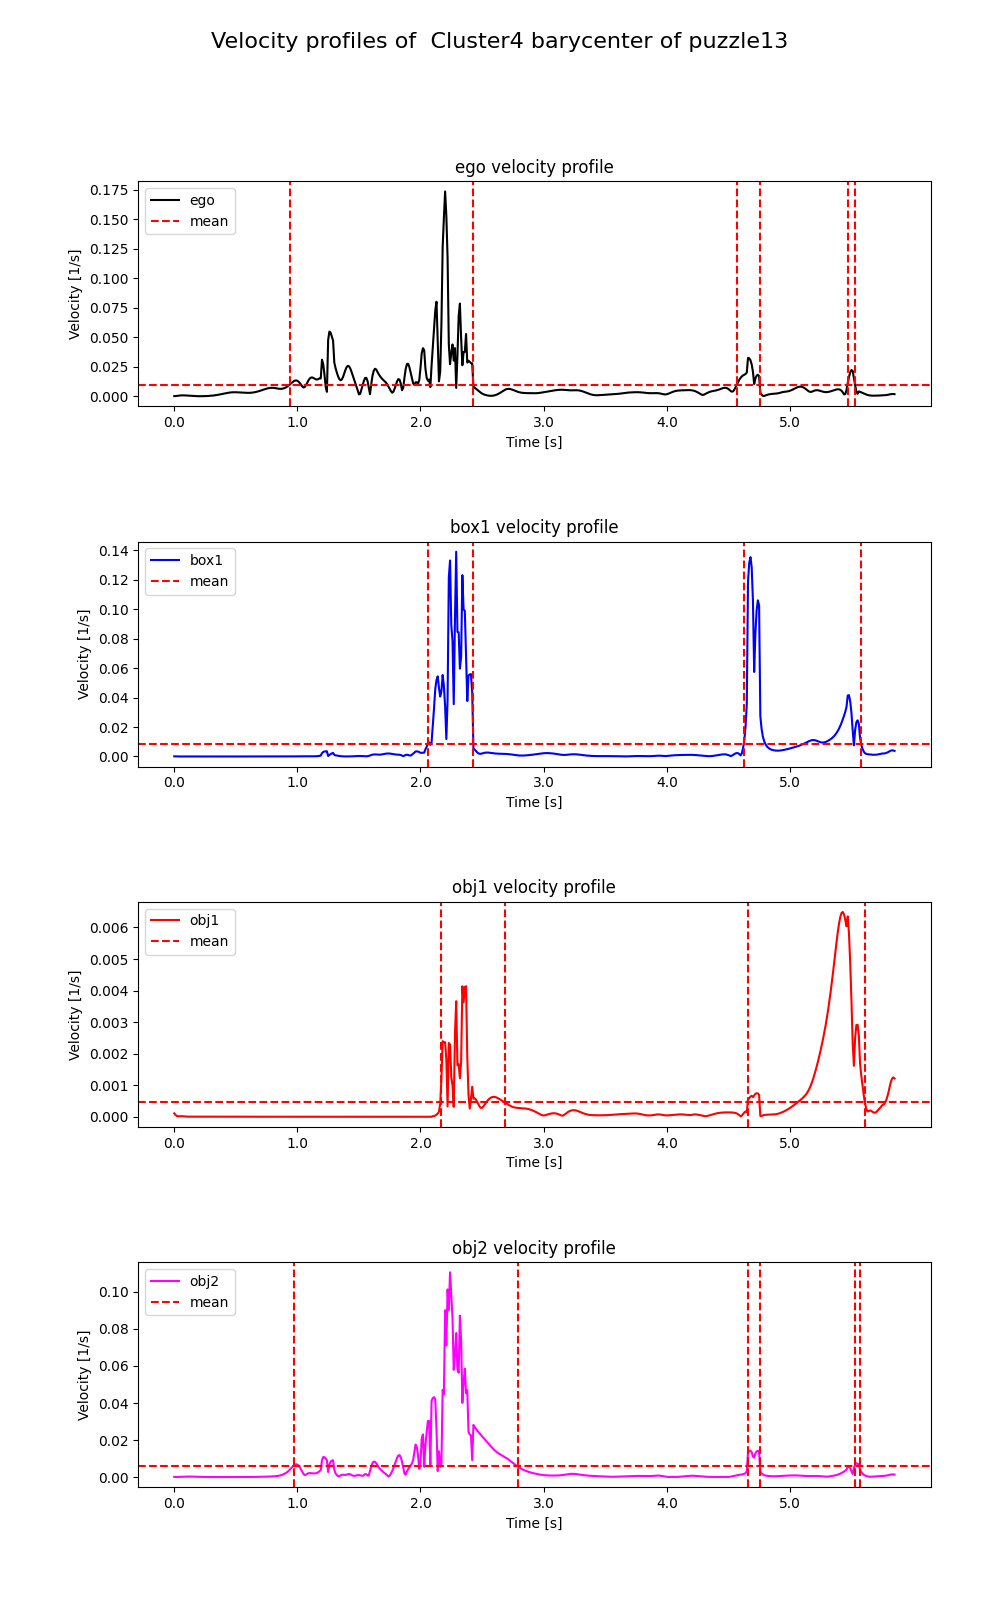 Velocity profiles of  Cluster4 barycenter of puzzle13
ego velocity profile
ego
mean
Velocity [1/s]
0.175
0.150
0.125
0.100
0.075
0.050
0.025
0.000
0.0 1.0 2.0 3.0 4.0 5.0
Time [s]
box1 velocity profile
box1
mean
Velocity [1/s]
0.14
0.12
0.10
0.08
0.06
0.04
0.02
0.00
0.0 1.0 2.0 3.0 4.0 5.0
Time [s]
obj1 velocity profile
obj1
mean
Velocity [1/s]
0.006
0.005
0.004
0.003
0.002
0.001
0.000
0.0 1.0 2.0 3.0 4.0 5.0
Time [s]
obj2 velocity profile
obj2
mean
Velocity [1/s]
0.10
0.08
0.06
0.04
0.02
0.00
0.0 1.0 2.0 3.0 4.0 5.0
Time [s]